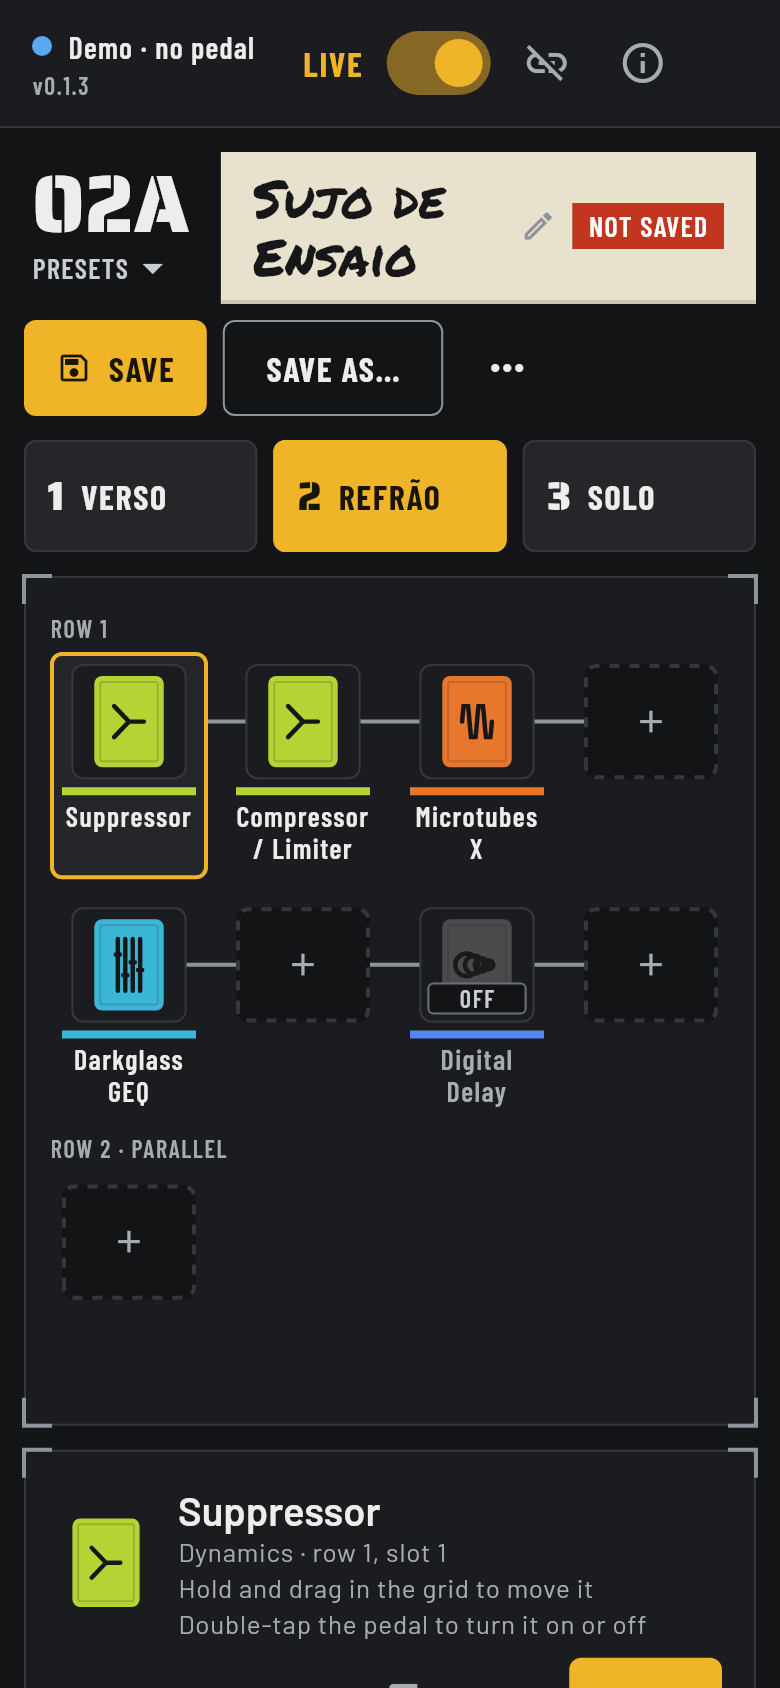 Demo · no pedal
v0.1.3
LIVE
02A
PRESETS
SUJO DE
ENSAIO
NOT SAVED
SAVE
SAVE AS...
...
1 VERSO
2 REFRÃO
3 SOLO
ROW 1
Suppressor
Compressor
/ Limiter
Microtubes
X
+
Darkglass
GEQ
+
OFF
Digital
Delay
+
ROW 2 · PARALLEL
+
Suppressor
Dynamics · row 1, slot 1
Hold and drag in the grid to move it
Double-tap the pedal to turn it on or off